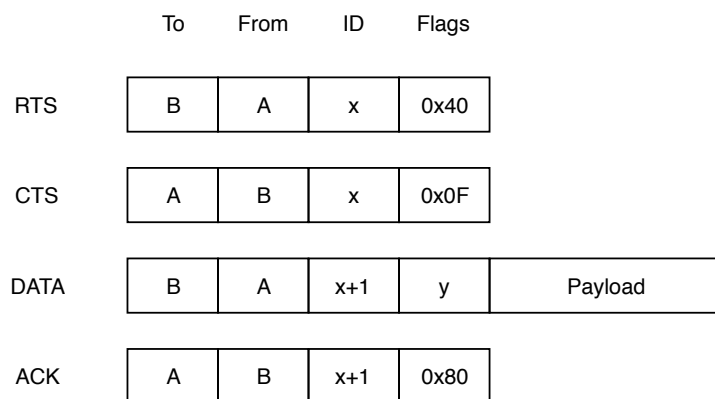 To From ID Flags
RTS B A x 0x40
CTS A B x 0x0F
DATA B A x+1 y Payload
ACK A B x+1 0x80